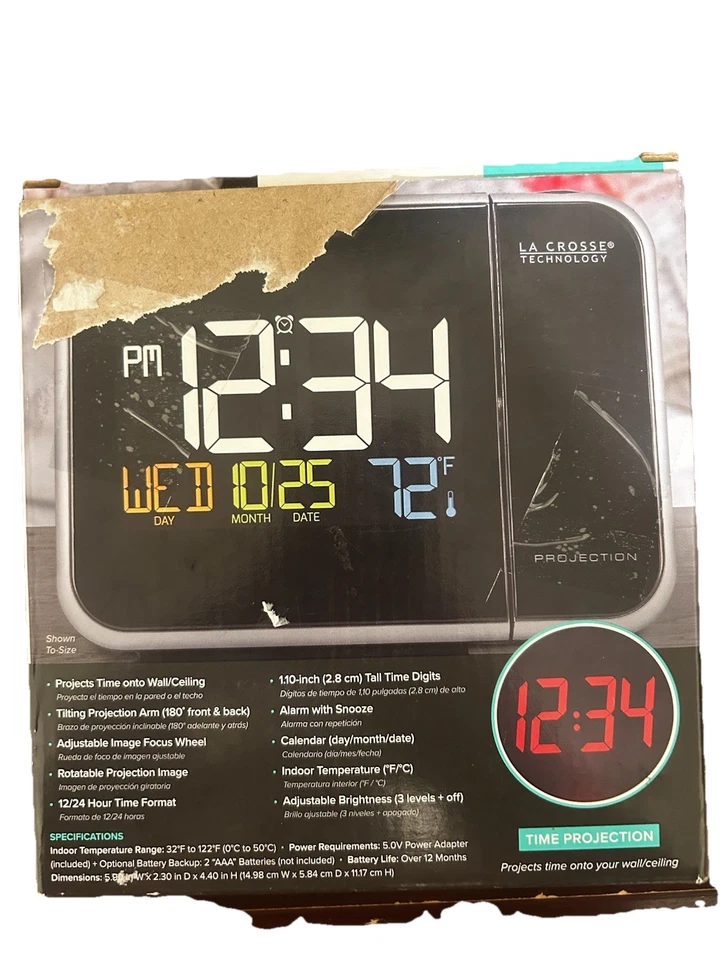 LA CROSSE®
TECHNOLOGY
PM 12:34
WED 10/25 72°F
DAY MONTH DATE
PROJECTION
Shown
To-Size
• Projects Time onto Wall/Ceiling
Proyecta el tiempo en la pared o el techo
• Tilting Projection Arm (180° front & back)
Brazo de proyección inclinable (180° adelante y atrás)
• Adjustable Image Focus Wheel
Rueda de foco de imagen ajustable
• Rotatable Projection Image
Imagen de proyección giratoria
• 12/24 Hour Time Format
Formato de 12/24 horas
• 1.10-inch (2.8 cm) Tall Time Digits
Dígitos de tiempo de 1,10 pulgadas (2.8 cm) de alto
• Alarm with Snooze
Alarma con repetición
• Calendar (day/month/date)
Calendario (día/mes/fecha)
• Indoor Temperature (°F/°C)
Temperatura interior (°F / °C)
• Adjustable Brightness (3 levels + off)
Brillo ajustable (3 niveles + apagado)
12:34
TIME PROJECTION
Projects time onto your wall/ceiling
SPECIFICATIONS
Indoor Temperature Range: 32°F to 122°F (0°C to 50°C) • Power Requirements: 5.0V Power Adapter
(included) + Optional Battery Backup: 2 "AAA" Batteries (not included) • Battery Life: Over 12 Months
Dimensions: W x 2.30 in D x 4.40 in H (14.98 cm W x 5.84 cm D x 11.17 cm H)